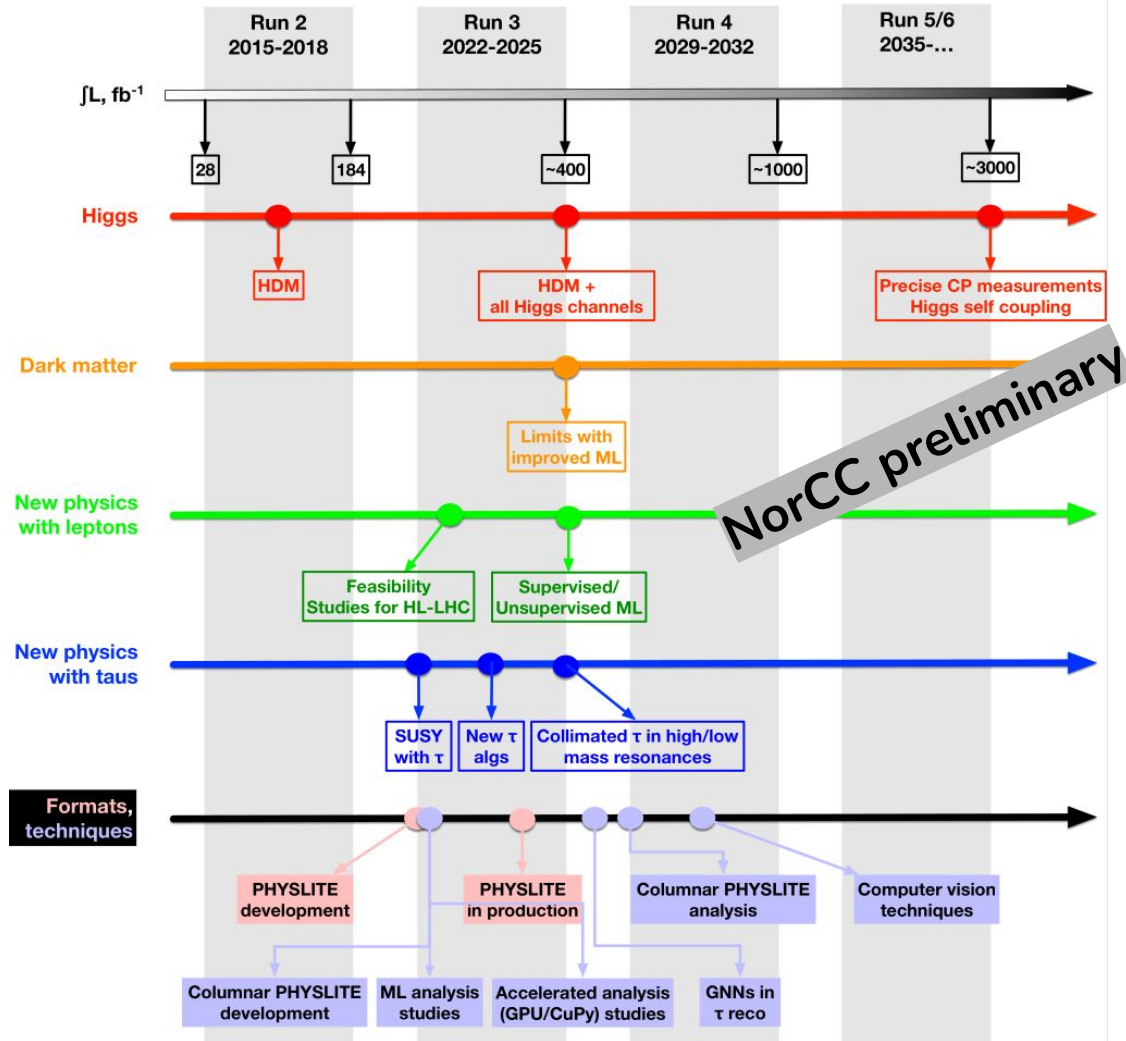 Run 2
2015-2018
Run 3
2022-2025
Run 4
2029-2032
Run 5/6
2035-...
∫L, fb⁻¹
28
184
~400
~1000
~3000
Higgs
HDM
HDM +
all Higgs channels
Precise CP measurements
Higgs self coupling
Dark matter
Limits with
improved ML
NorCC preliminary
New physics
with leptons
Feasibility
Studies for HL-LHC
Supervised/
Unsupervised ML
New physics
with taus
SUSY
with τ
New τ
algs
Collimated τ in high/low
mass resonances
Formats,
techniques
PHYSLITE
development
PHYSLITE
in production
Columnar PHYSLITE
analysis
Computer vision
techniques
Columnar PHYSLITE
development
ML analysis
studies
Accelerated analysis
(GPU/CuPy) studies
GNNs in
τ reco